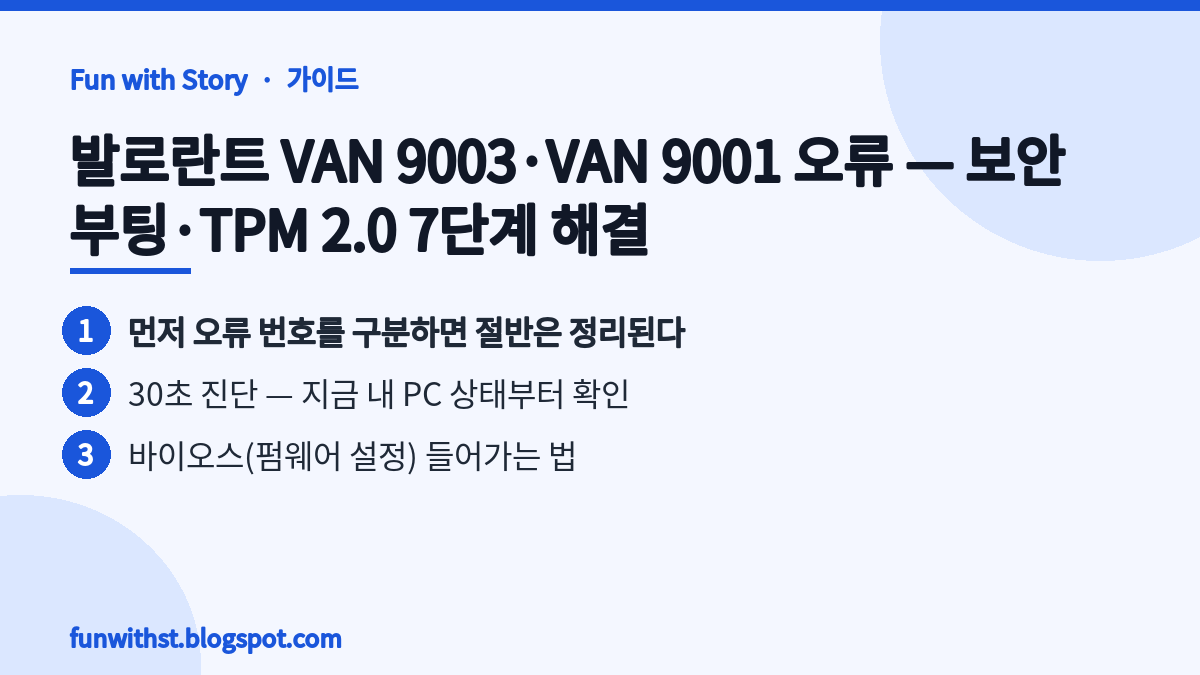 Fun with Story · 가이드
발로란트 VAN 9003·VAN 9001 오류 — 보안
부팅·TPM 2.0 7단계 해결
1 먼저 오류 번호를 구분하면 절반은 정리된다
2 30초 진단 — 지금 내 PC 상태부터 확인
3 바이오스(펌웨어 설정) 들어가는 법
funwithst.blogspot.com